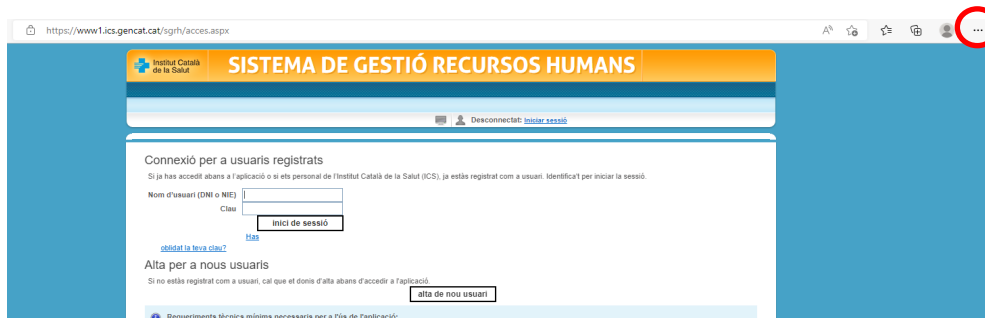 https://www1.ics.gencat.cat/sgrh/acces.aspx
Institut Català
de la Salut
SISTEMA DE GESTIÓ RECURSOS HUMANS
Desconnectat: Iniciar sessió
Connexió per a usuaris registrats
Si ja has accedit abans a l'aplicació o si ets personal de l'Institut Català de la Salut (ICS), ja estàs registrat com a usuari. Identifica't per iniciar la sessió.
Nom d'usuari (DNI o NIE)
Clau
inici de sessió
Has
oblidat la teva clau?
Alta per a nous usuaris
Si no estàs registrat com a usuari, cal que et donis d'alta abans d'accedir a l'aplicació.
alta de nou usuari
Requeriments tècnics mínims necessaris per a l'ús de l'aplicació: